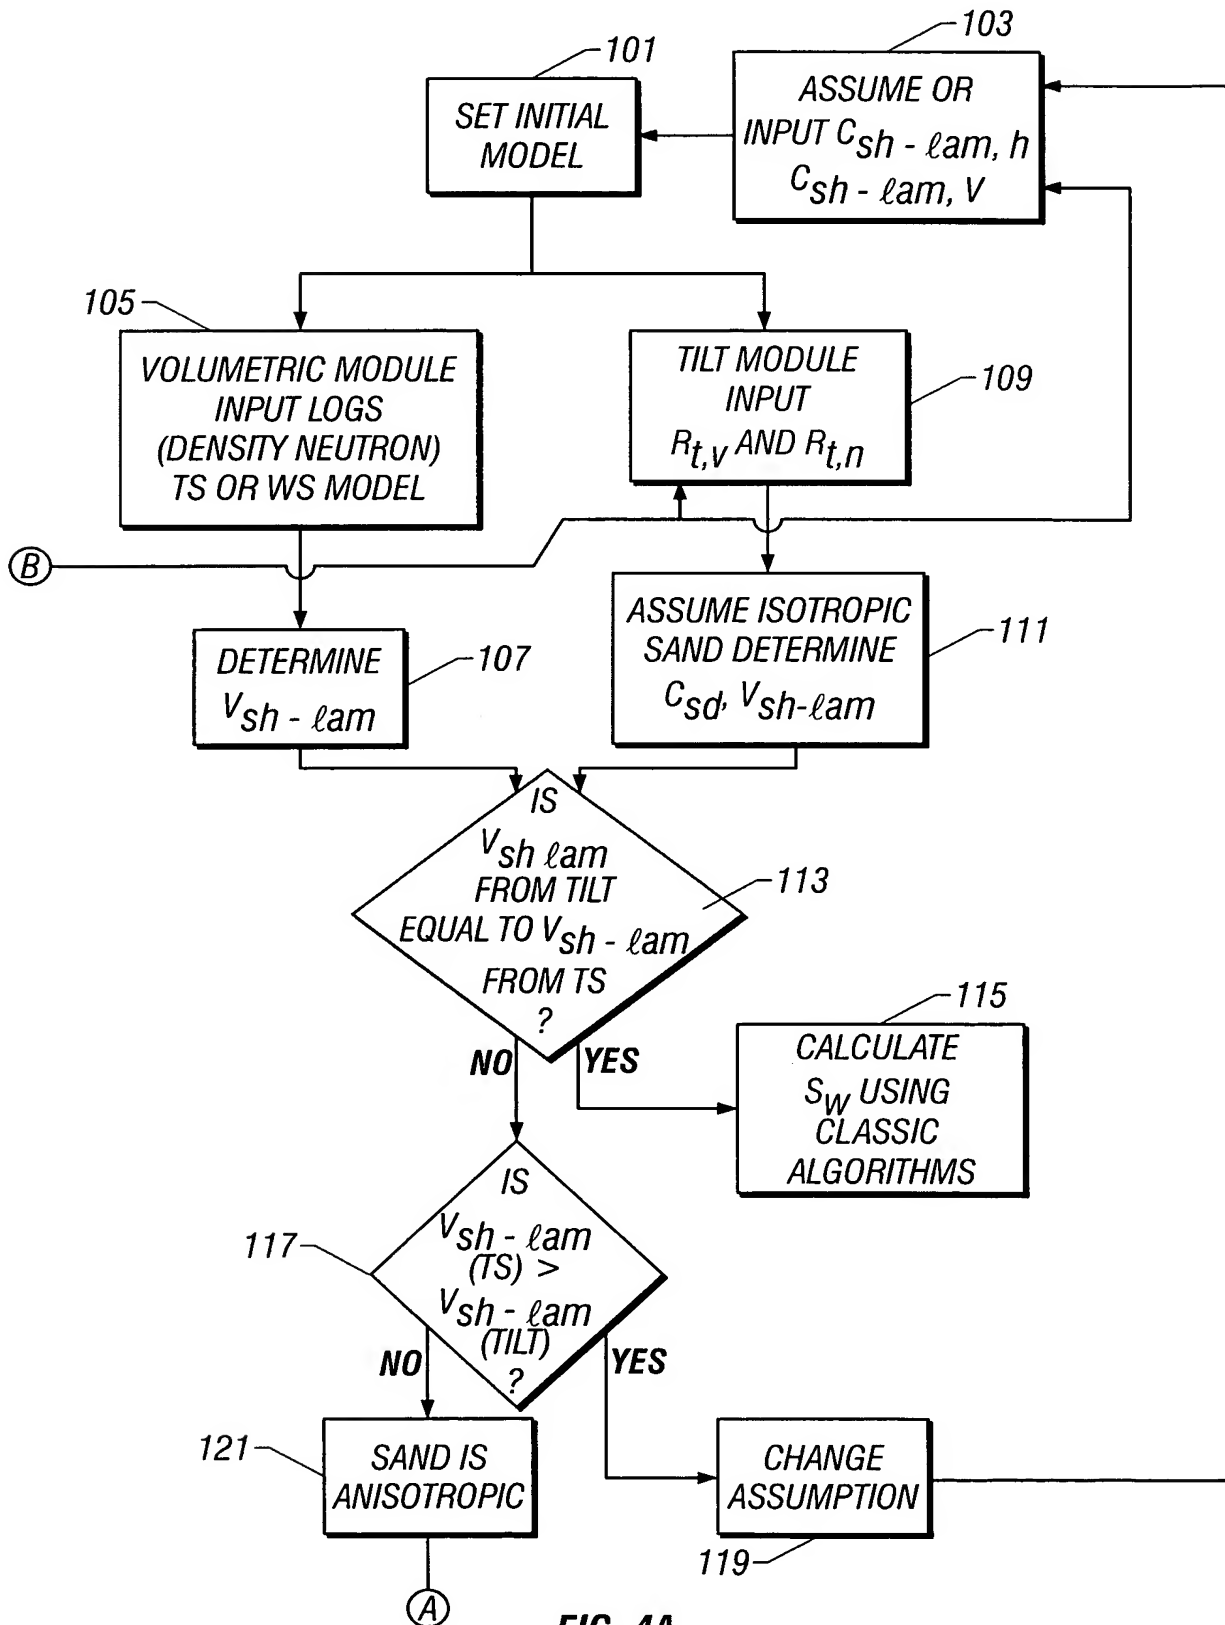 101
SET INITIAL
MODEL
103
ASSUME OR
INPUT Csh - ℓam, h
Csh - ℓam, V
105
VOLUMETRIC MODULE
INPUT LOGS
(DENSITY NEUTRON)
TS OR WS MODEL
TILT MODULE
INPUT
Rt,v AND Rt,n
109
B
DETERMINE
Vsh - ℓam
107
ASSUME ISOTROPIC
SAND DETERMINE
Csd, Vsh-ℓam
111
IS
Vsh ℓam
FROM TILT
EQUAL TO Vsh - ℓam
FROM TS
?
113
NO
YES
115
CALCULATE
SW USING
CLASSIC
ALGORITHMS
117
IS
Vsh - ℓam
(TS) >
Vsh - ℓam
(TILT)
?
NO
YES
121
SAND IS
ANISOTROPIC
CHANGE
ASSUMPTION
119
A
FIG. 4A